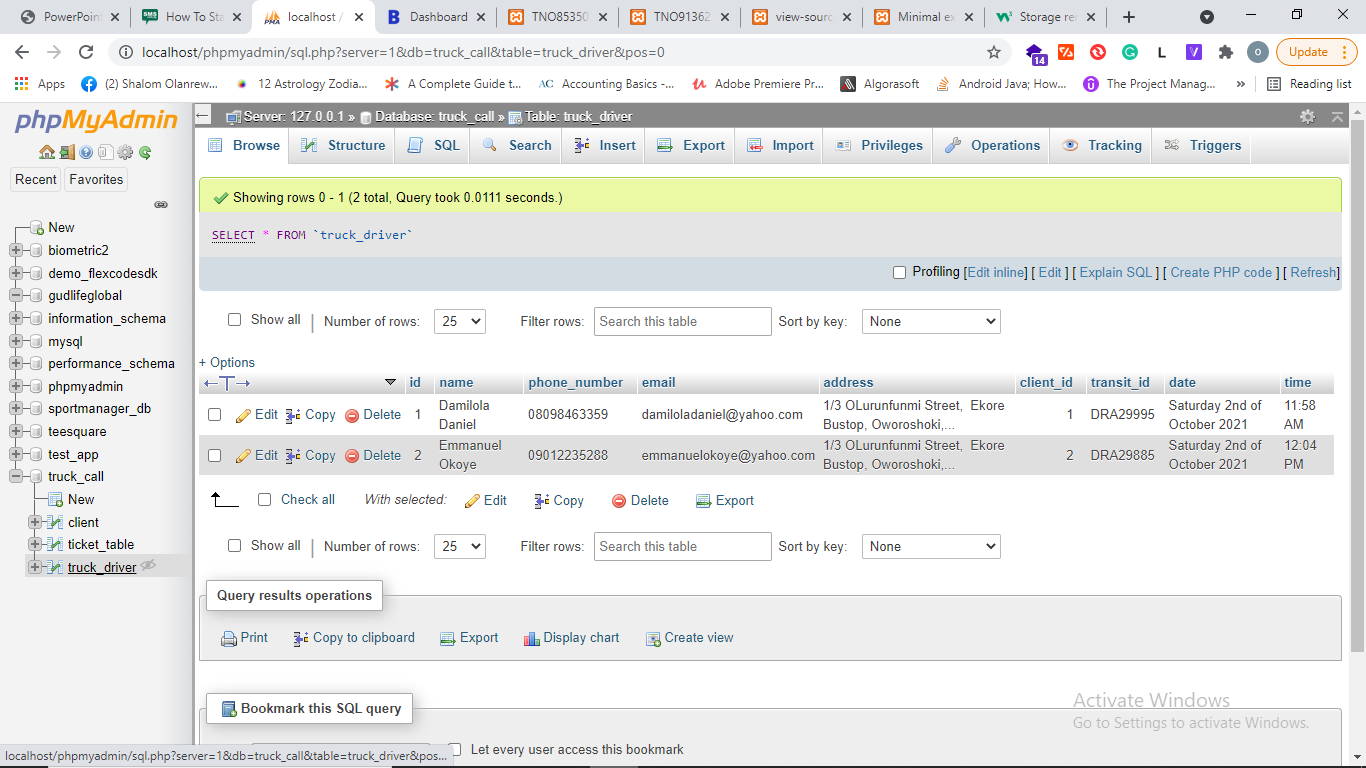 PowerPoin
How To Sta
localhost /
Dashboard
TNO85350
TNO91362
view-sourc
Minimal ex
Storage re
localhost/phpmyadmin/sql.php?server=1&db=truck_call&table=truck_driver&pos=0
14
O
Update
Apps
(2) Shalom Olanrew...
12 Astrology Zodia...
A Complete Guide t...
AC Accounting Basics -...
Adobe Premiere Pr...
Algorasoft
Android Java; How...
The Project Manag...
»
Reading list
phpMyAdmin
Recent
Favorites
New
biometric2
demo_flexcodesdk
gudlifeglobal
information_schema
mysql
performance_schema
phpmyadmin
sportmanager_db
teesquare
test_app
truck_call
New
client
ticket_table
truck_driver
Server: 127.0.0.1 » Database: truck_call » Table: truck_driver
Browse Structure SQL Search Insert Export Import Privileges Operations Tracking Triggers
Showing rows 0 - 1 (2 total, Query took 0.0111 seconds.)
SELECT * FROM `truck_driver`
Profiling [Edit inline] [ Edit ] [ Explain SQL ] [ Create PHP code ] [ Refresh]
Show all | Number of rows: 25 Filter rows: Search this table Sort by key: None
+ Options
←T→ id name phone_number email address client_id transit_id date time
Edit Copy Delete 1 Damilola Daniel 08098463359 damiloladaniel@yahoo.com 1/3 OLurunfunmi Street, Ekore Bustop, Oworoshoki,... 1 DRA29995 Saturday 2nd of October 2021 11:58 AM
Edit Copy Delete 2 Emmanuel Okoye 09012235288 emmanuelokoye@yahoo.com 1/3 OLurunfunmi Street, Ekore Bustop, Oworoshoki,... 2 DRA29885 Saturday 2nd of October 2021 12:04 PM
Check all With selected: Edit Copy Delete Export
Show all | Number of rows: 25 Filter rows: Search this table Sort by key: None
Query results operations
Print Copy to clipboard Export Display chart Create view
Bookmark this SQL query
Let every user access this bookmark
Activate Windows
Go to Settings to activate Windows.
localhost/phpmyadmin/sql.php?server=1&db=truck_call&table=truck_driver&pos...